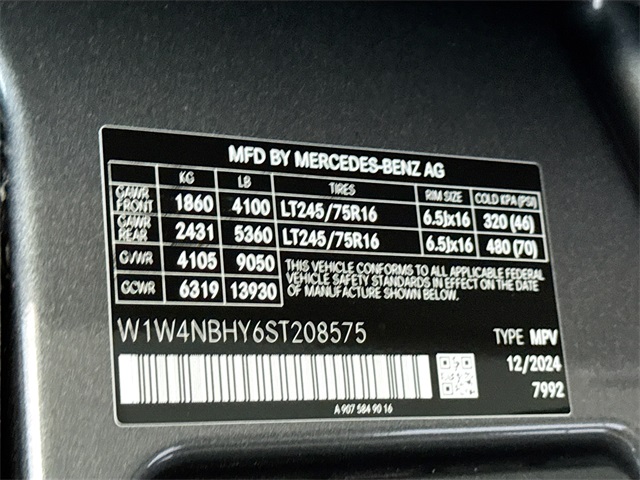 MFD BY MERCEDES-BENZ AG
KG LB TIRES RIM SIZE COLD KPA (PSI)
GAWR FRONT 1860 4100 LT245/75R16 6.5Jx16 320 (46)
GAWR REAR 2431 5360 LT245/75R16 6.5Jx16 480 (70)
GVWR 4105 9050
GCWR 6319 13930
THIS VEHICLE CONFORMS TO ALL APPLICABLE FEDERAL
VEHICLE SAFETY STANDARDS IN EFFECT ON THE DATE
OF MANUFACTURE SHOWN BELOW.
W1W4NBHY6ST208575
TYPE MPV
12/2024
7992
A 907 584 90 16